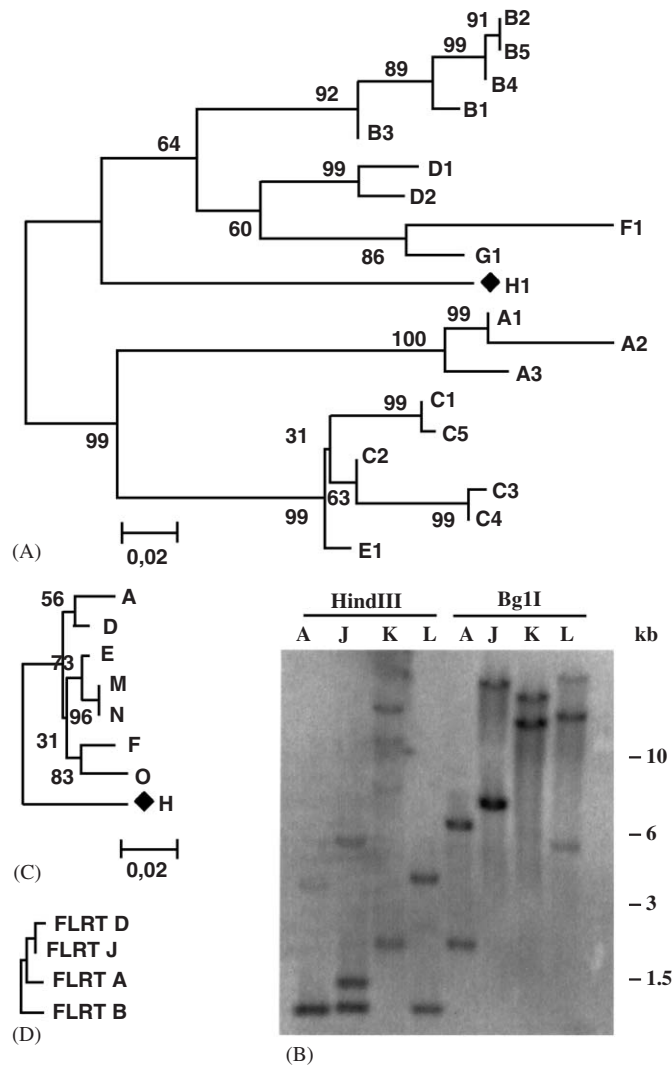 91 B2
B5
99
B4
89
B1
92
B3
64
99 D1
D2
60
F1
86 G1
H1
99 A1
100
A2
A3
99 C1
31
C5
C2
99
63
C3
99 C4
99
E1
(A)
0,02
56 A
D
73 E
M
96 N
31
F
83 O
H
(C)
0,02
FLRT D
FLRT J
FLRT A
FLRT B
(D)
HindIII Bg1I
A J K L A J K L kb
– 10
– 6
– 3
– 1.5
(B)